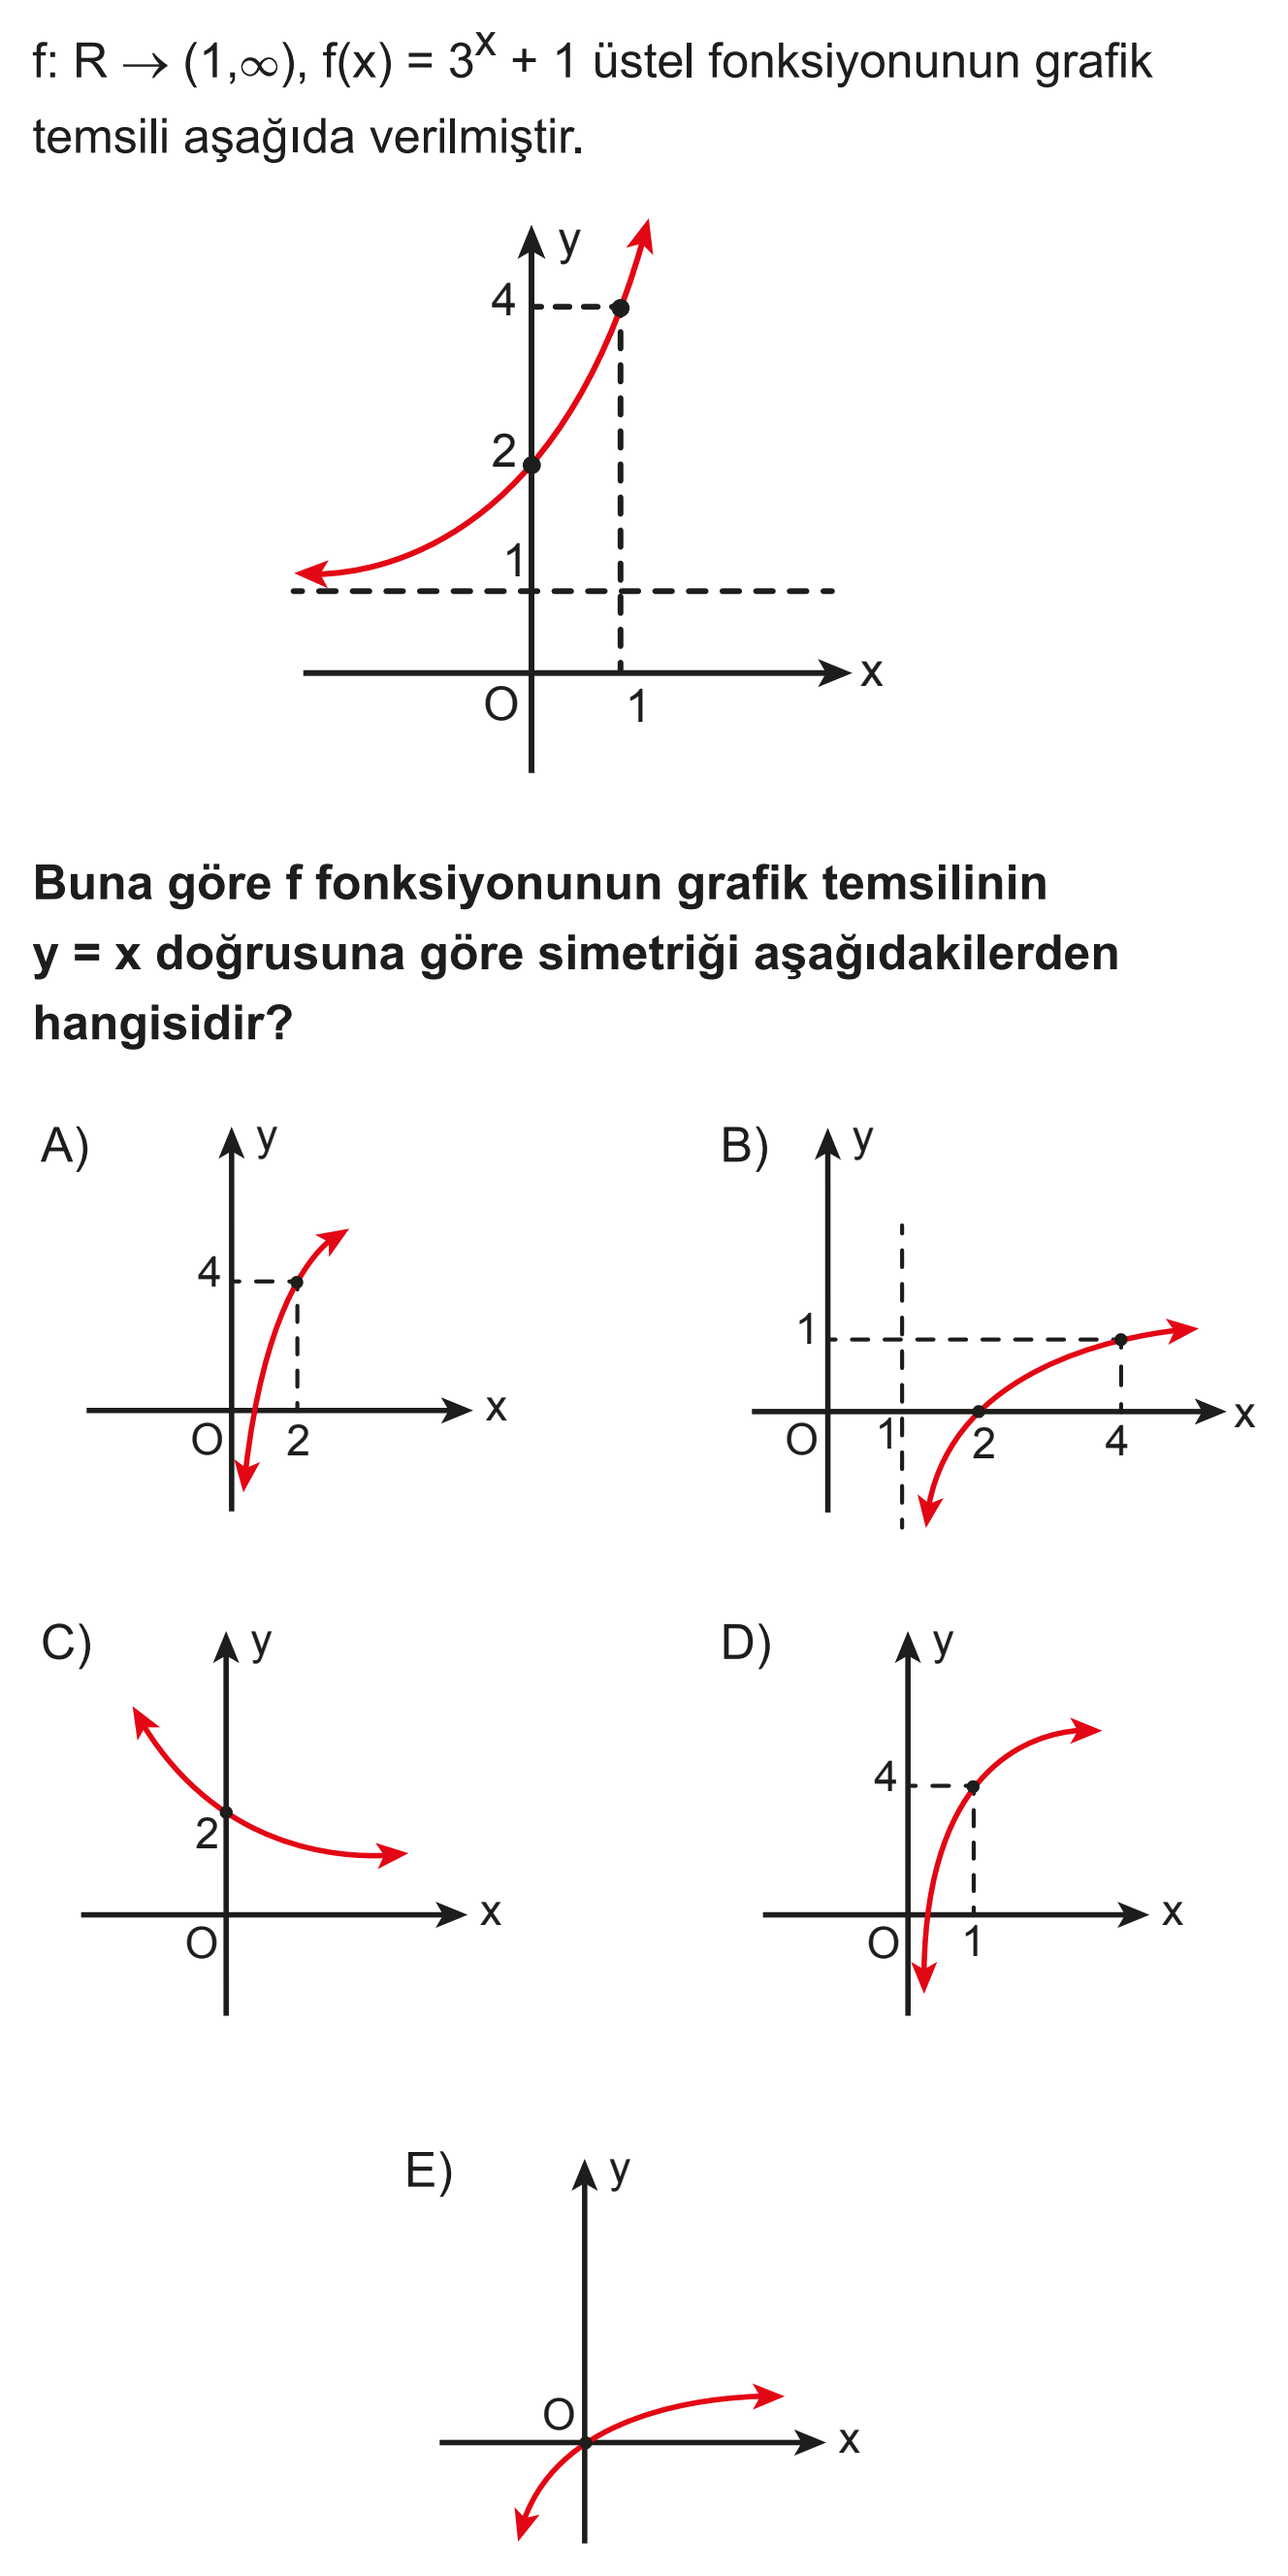 f: R → (1,∞), f(x) = 3^x + 1 üstel fonksiyonunun grafik
temsili aşağıda verilmiştir.
y
4
2
1
x
O
1
Buna göre f fonksiyonunun grafik temsilinin
y = x doğrusuna göre simetriği aşağıdakilerden
hangisidir?
A)
y
4
x
O
2
B)
y
1
x
O
1
2
4
C)
y
2
x
O
D)
y
4
x
O
1
E)
y
O
x